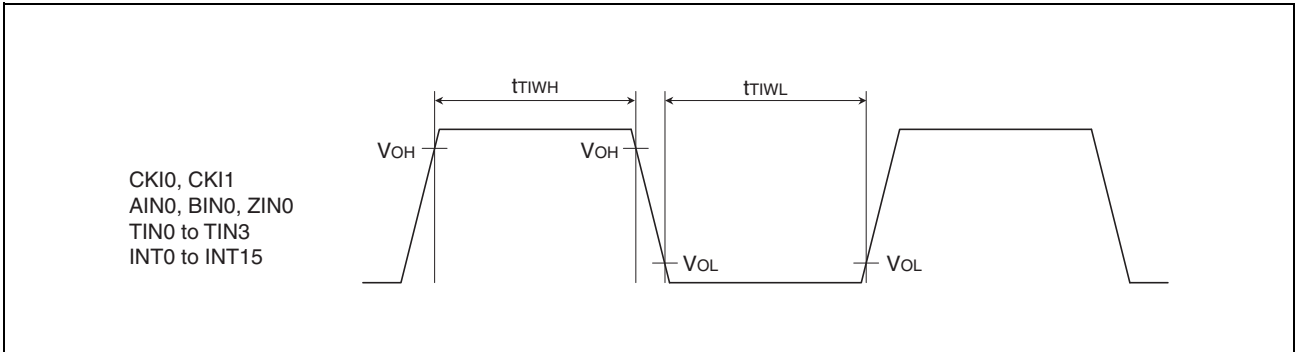 tTIWH
tTIWL
VOH
VOH
CKI0, CKI1
AIN0, BIN0, ZIN0
TIN0 to TIN3
INT0 to INT15
VOL
VOL